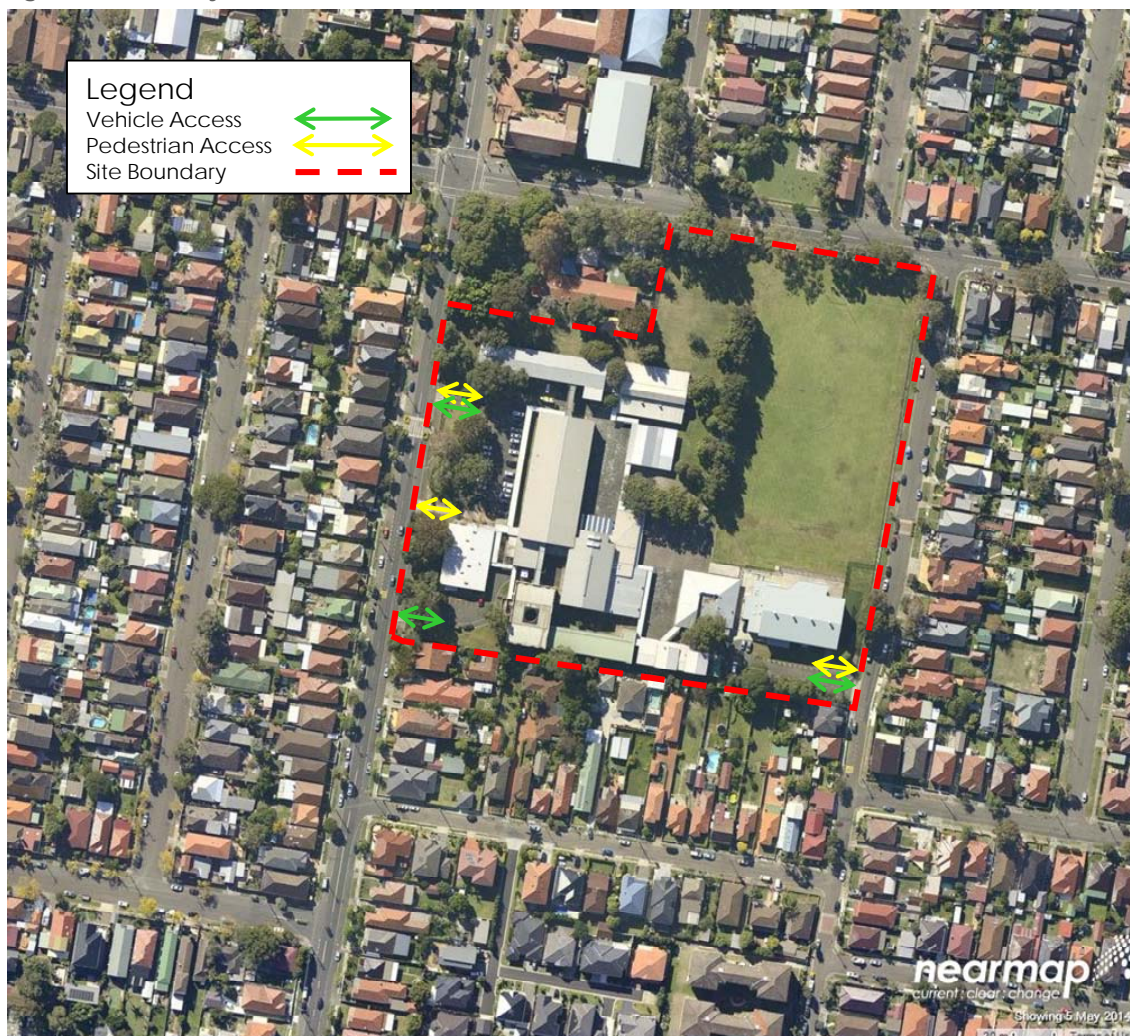 Legend
Vehicle Access
Pedestrian Access
Site Boundary
nearmap
current : clear : change
Showing 5 May 2014